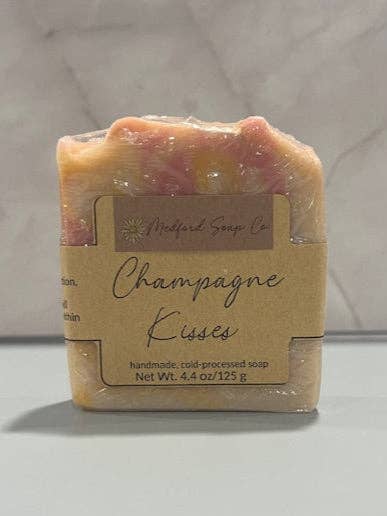 Medford Soap Co
Champagne
Kisses
handmade, cold-processed soap
Net Wt. 4.4 oz/125 g